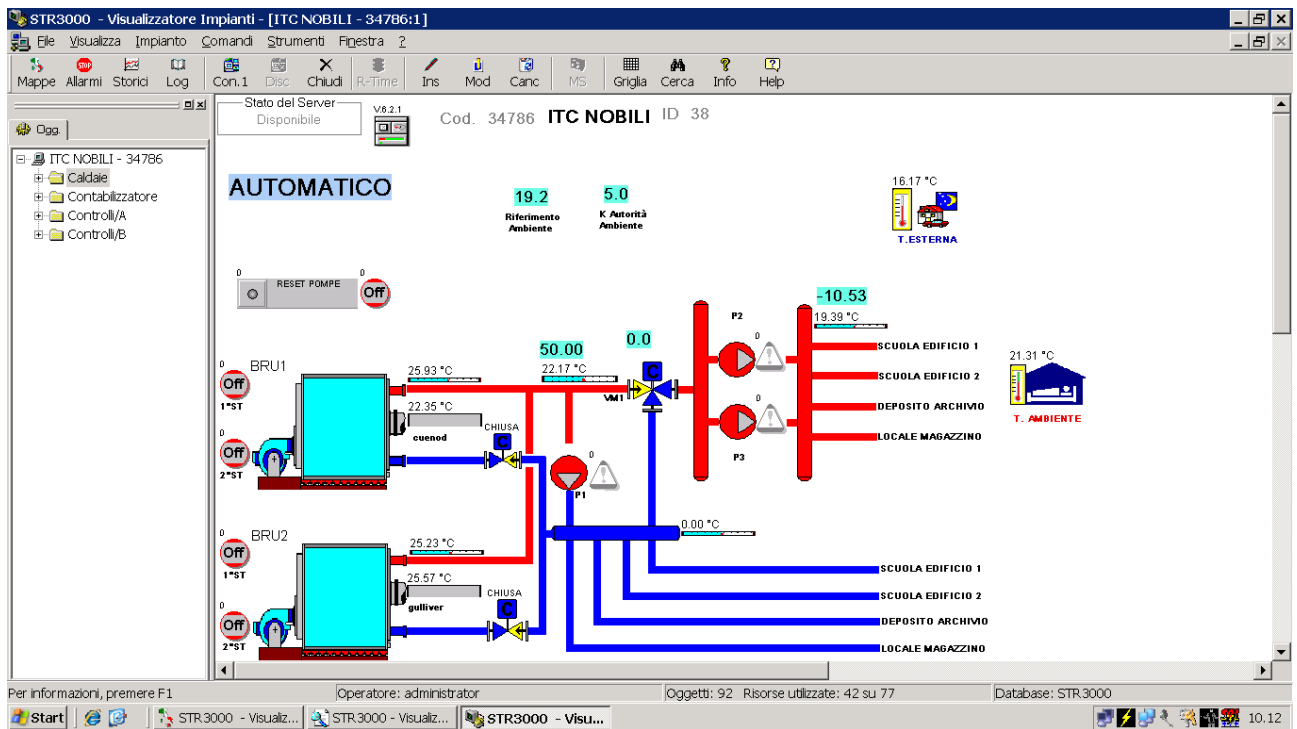 STR3000 - Visualizzatore Impianti - [ITC NOBILI - 34786:1]
File Visualizza Impianto Comandi Strumenti Finestra ?
Mappe Allarmi Storici Log Con.1 Disc Chiudi R-Time Ins Mod Canc MS Griglia Cerca Info Help
STOP
Ogg.
ITC NOBILI - 34786
Caldaie
Contabilizzatore
Controlli/A
Controlli/B
Stato del Server
Disponibile
V.6.2.1
Cod. 34786 ITC NOBILI ID 38
AUTOMATICO
19.2
Riferimento
Ambiente
5.0
K Autorità
Ambiente
16.17 °C
T.ESTERNA
0
RESET POMPE
0
Off
-10.53
19.39 °C
P2
0
50.00
22.17 °C
0.0
C
VM1
SCUOLA EDIFICIO 1
SCUOLA EDIFICIO 2
DEPOSITO ARCHIVIO
LOCALE MAGAZZINO
21.31 °C
T. AMBIENTE
0
P3
0
BRU1
Off
1°ST
0
Off
2°ST
25.93 °C
22.35 °C
cuenod
CHIUSA
C
0
P1
0.00 °C
0
BRU2
Off
1°ST
0
Off
2°ST
25.23 °C
25.57 °C
gulliver
CHIUSA
C
SCUOLA EDIFICIO 1
SCUOLA EDIFICIO 2
DEPOSITO ARCHIVIO
LOCALE MAGAZZINO
Per informazioni, premere F1
Operatore: administrator
Oggetti: 92 Risorse utilizzate: 42 su 77
Database: STR3000
Start
STR3000 - Visualiz...
STR3000 - Visualiz...
STR3000 - Visu...
10.12